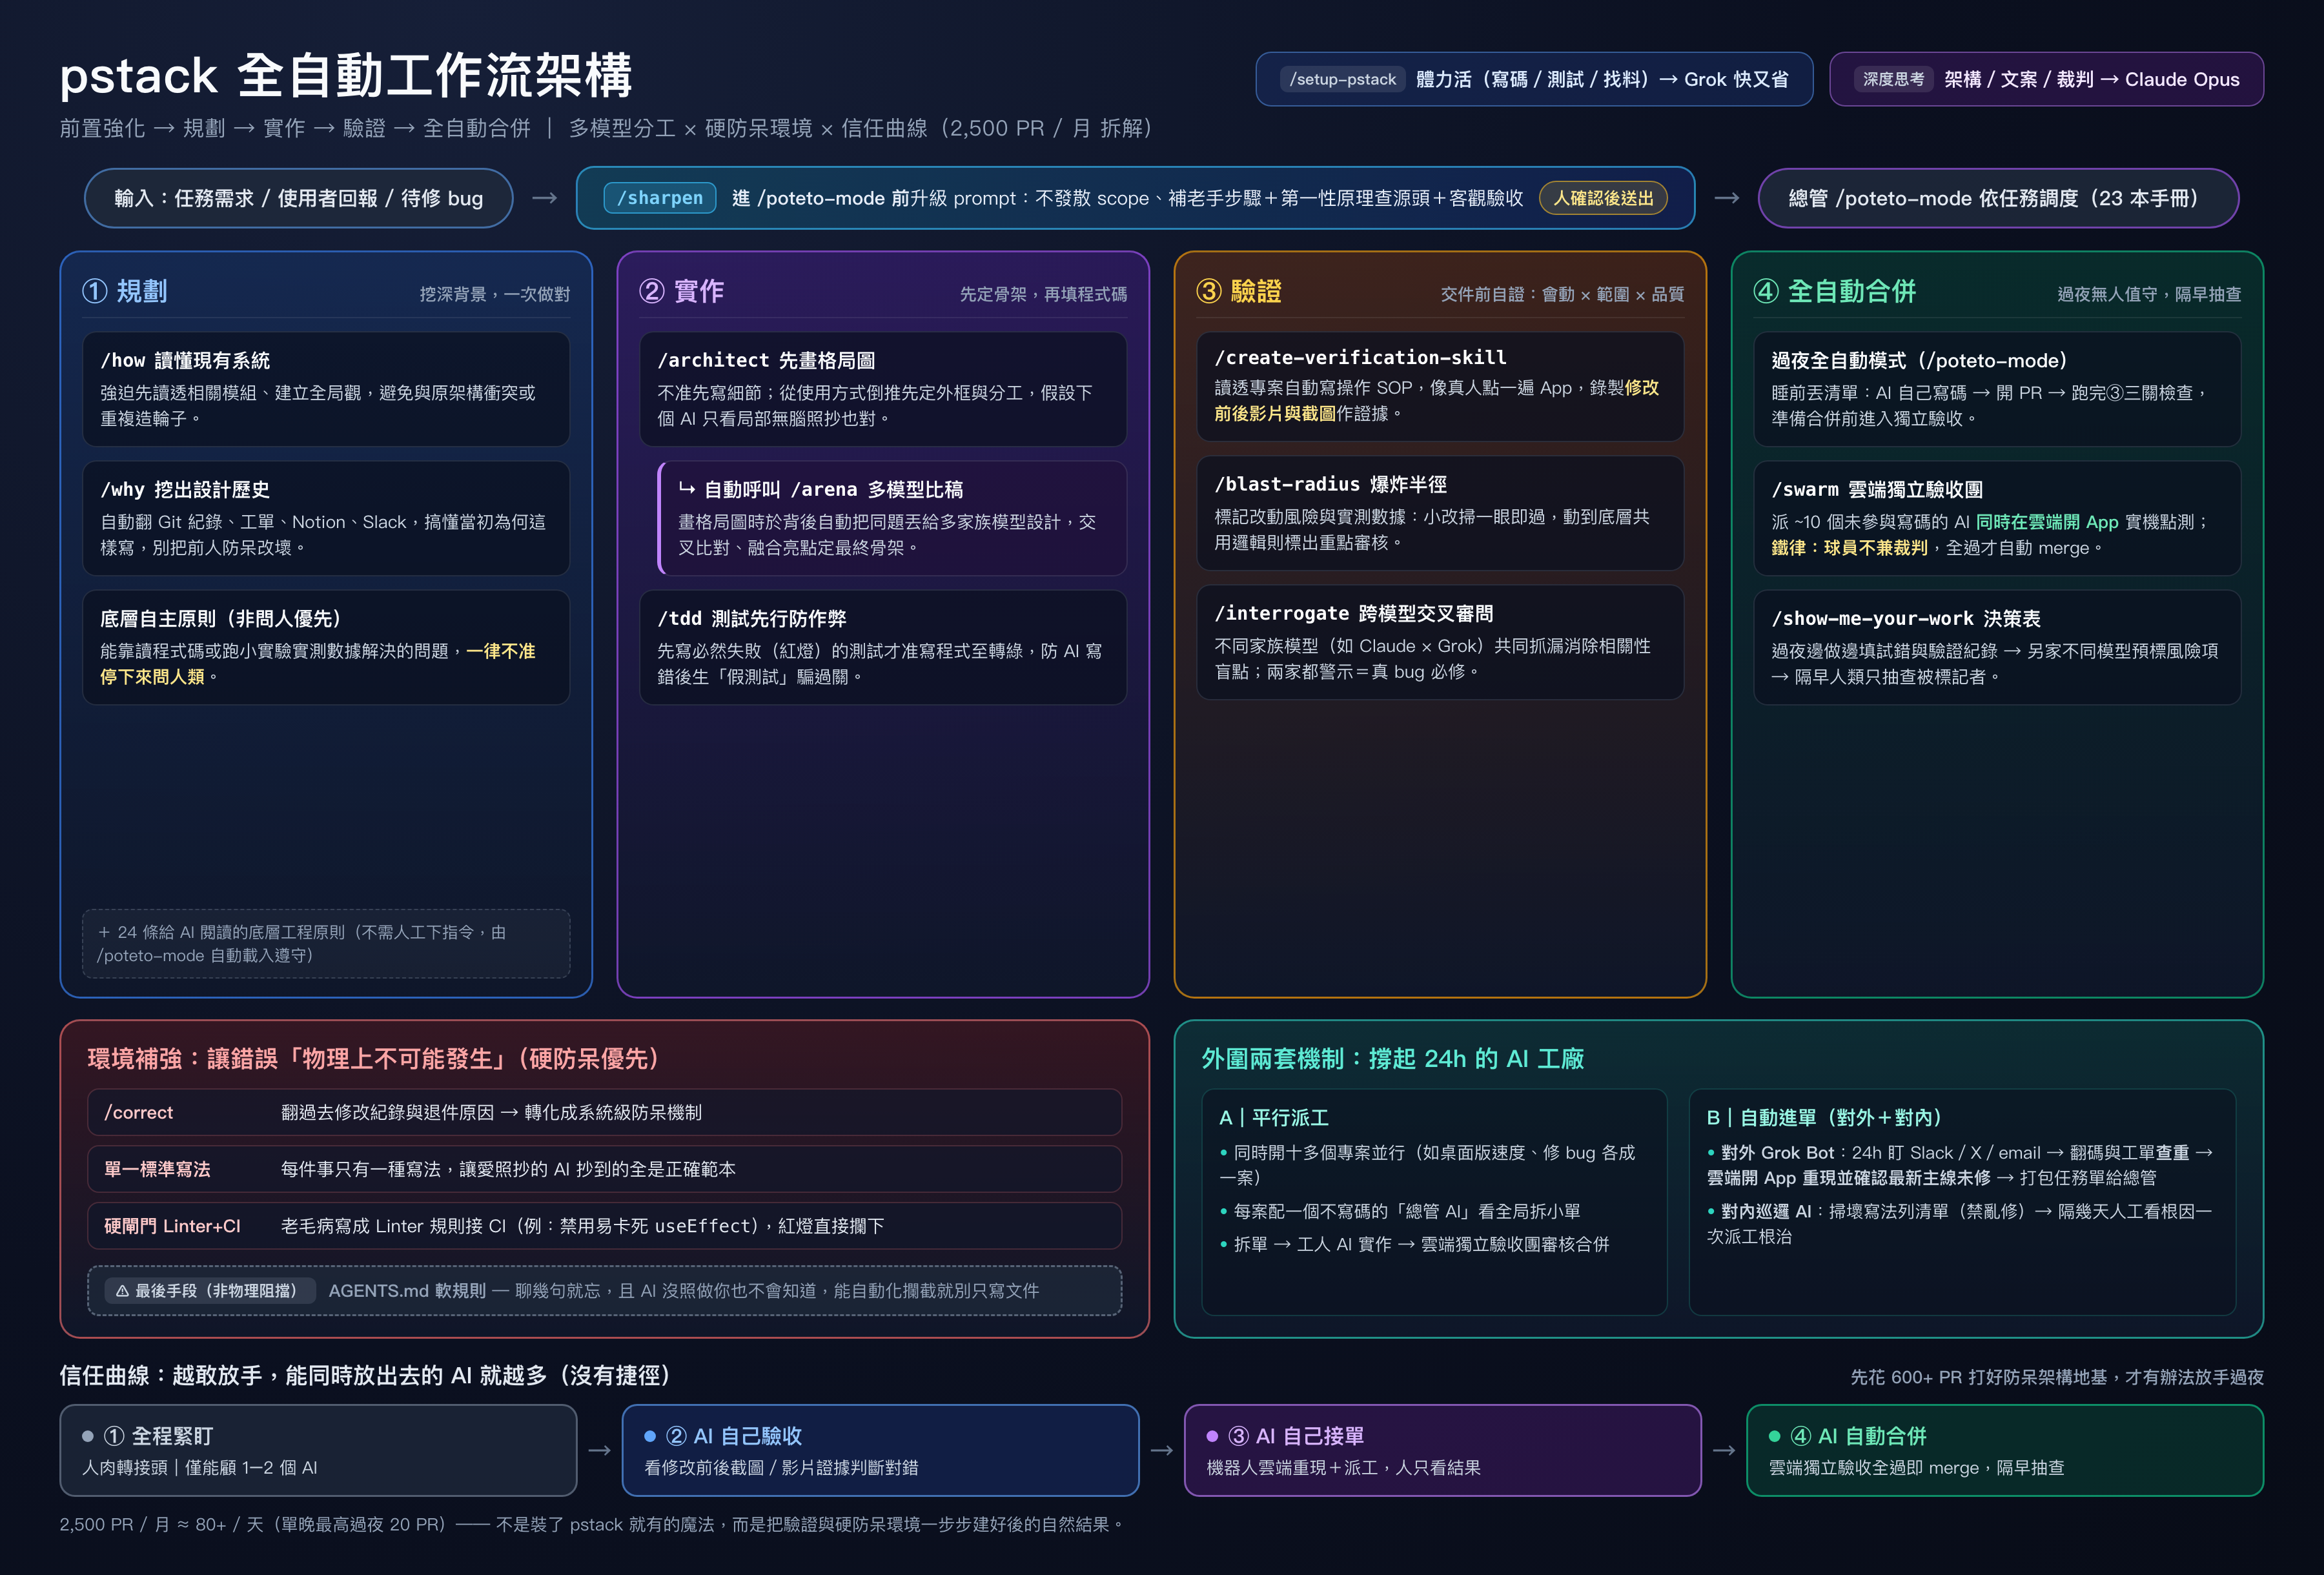 pstack 全自動工作流架構
/setup-pstack 體力活（寫碼 / 測試 / 找料）→ Grok 快又省
深度思考 架構 / 文案 / 裁判 → Claude Opus
前置強化 → 規劃 → 實作 → 驗證 → 全自動合併 ｜ 多模型分工 × 硬防呆環境 × 信任曲線（2,500 PR / 月 拆解）
輸入：任務需求 / 使用者回報 / 待修 bug
→
/sharpen 進 /poteto-mode 前升級 prompt：不發散 scope、補老手步驟＋第一性原理查源頭＋客觀驗收 人確認後送出
→
總管 /poteto-mode 依任務調度（23 本手冊）
① 規劃 挖深背景，一次做對
/how 讀懂現有系統
強迫先讀透相關模組、建立全局觀，避免與原架構衝突或
重複造輪子。
/why 挖出設計歷史
自動翻 Git 紀錄、工單、Notion、Slack，搞懂當初為何這
樣寫，別把前人防呆改壞。
底層自主原則（非問人優先）
能靠讀程式碼或跑小實驗實測數據解決的問題，一律不准
停下來問人類。
＋ 24 條給 AI 閱讀的底層工程原則（不需人工下指令，由
/poteto-mode 自動載入遵守）
② 實作 先定骨架，再填程式碼
/architect 先畫格局圖
不准先寫細節；從使用方式倒推先定外框與分工，假設下
個 AI 只看局部無腦照抄也對。
↳ 自動呼叫 /arena 多模型比稿
畫格局圖時於背後自動把同題丟給多家族模型設計，交
叉比對、融合亮點定最終骨架。
/tdd 測試先行防作弊
先寫必然失敗（紅燈）的測試才准寫程式至轉綠，防 AI 寫
錯後生「假測試」騙過關。
③ 驗證 交件前自證：會動 × 範圍 × 品質
/create-verification-skill
讀透專案自動寫操作 SOP，像真人點一遍 App，錄製修改
前後影片與截圖作證據。
/blast-radius 爆炸半徑
標記改動風險與實測數據：小改掃一眼即過，動到底層共
用邏輯則標出重點審核。
/interrogate 跨模型交叉審問
不同家族模型（如 Claude × Grok）共同抓漏消除相關性
盲點；兩家都警示＝真 bug 必修。
④ 全自動合併 過夜無人值守，隔早抽查
過夜全自動模式（/poteto-mode）
睡前丟清單：AI 自己寫碼 → 開 PR → 跑完③三關檢查，
準備合併前進入獨立驗收。
/swarm 雲端獨立驗收團
派 ~10 個未參與寫碼的 AI 同時在雲端開 App 實機點測；
鐵律：球員不兼裁判，全過才自動 merge。
/show-me-your-work 決策表
過夜邊做邊填試錯與驗證紀錄 → 另家不同模型預標風險項
→ 隔早人類只抽查被標記者。
環境補強：讓錯誤「物理上不可能發生」（硬防呆優先）
/correct 翻過去修改紀錄與退件原因 → 轉化成系統級防呆機制
單一標準寫法 每件事只有一種寫法，讓愛照抄的 AI 抄到的全是正確範本
硬閘門 Linter+CI 老毛病寫成 Linter 規則接 CI（例：禁用易卡死 useEffect），紅燈直接攔下
⚠ 最後手段（非物理阻擋） AGENTS.md 軟規則 — 聊幾句就忘，且 AI 沒照做你也不會知道，能自動化攔截就別只寫文件
外圍兩套機制：撐起 24h 的 AI 工廠
A｜平行派工
• 同時開十多個專案並行（如桌面版速度、修 bug 各成
一案）
• 每案配一個不寫碼的「總管 AI」看全局拆小單
• 拆單 → 工人 AI 實作 → 雲端獨立驗收團審核合併
B｜自動進單（對外＋對內）
• 對外 Grok Bot：24h 盯 Slack / X / email → 翻碼與工單查重 →
雲端開 App 重現並確認最新主線未修 → 打包任務單給總管
• 對內巡邏 AI：掃壞寫法列清單（禁亂修）→ 隔幾天人工看根因一
次派工根治
信任曲線：越敢放手，能同時放出去的 AI 就越多（沒有捷徑）
先花 600+ PR 打好防呆架構地基，才有辦法放手過夜
① 全程緊盯
人肉轉接頭｜僅能顧 1–2 個 AI
→
② AI 自己驗收
看修改前後截圖 / 影片證據判斷對錯
→
③ AI 自己接單
機器人雲端重現＋派工，人只看結果
→
④ AI 自動合併
雲端獨立驗收全過即 merge，隔早抽查
2,500 PR / 月 ≈ 80+ / 天（單晚最高過夜 20 PR）—— 不是裝了 pstack 就有的魔法，而是把驗證與硬防呆環境一步步建好後的自然結果。